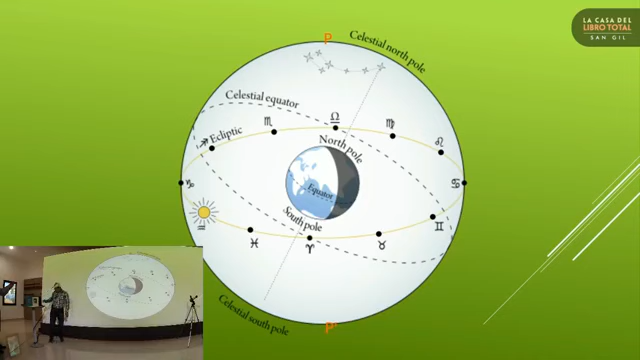 LA CASA DEL
LIBRO TOTAL
SAN GIL
P
Celestial north pole
Celestial equator
♏
♎
♍
♐
Ecliptic
♌
North pole
♑
♋
Equator
South pole
♒
♊
♓
♈
♉
Celestial south pole